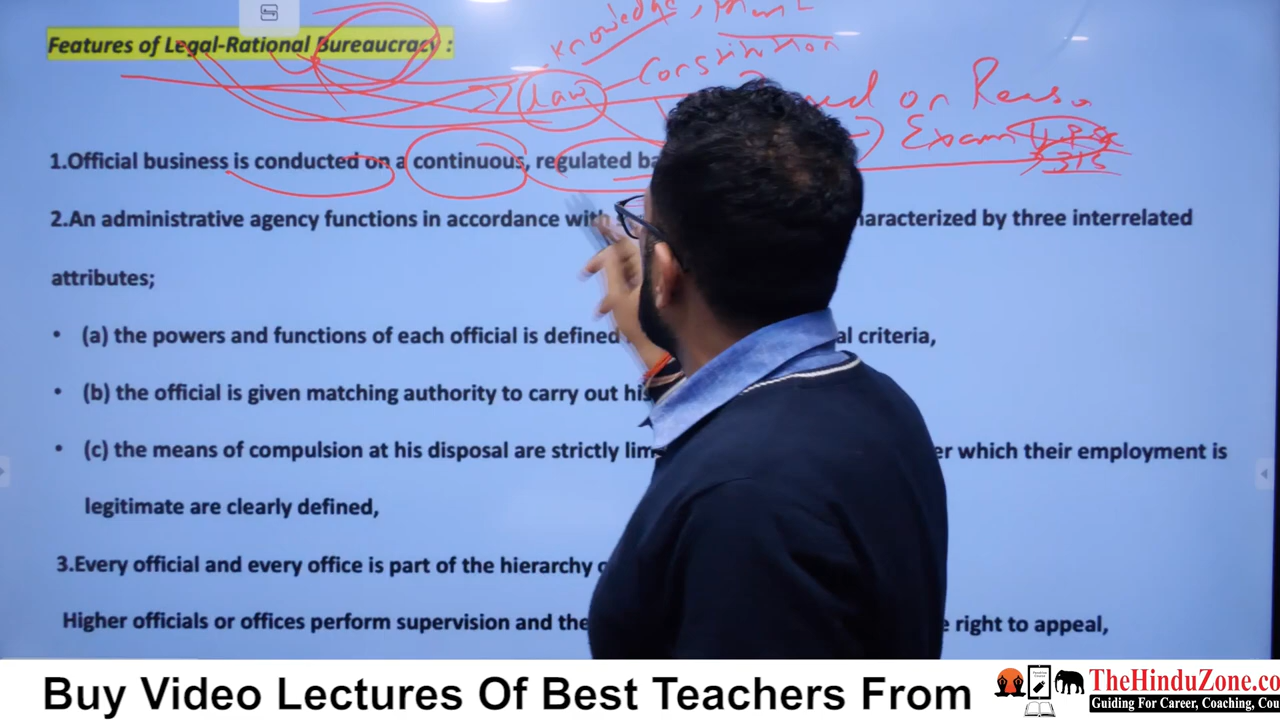 knowledge,
Features of Legal-Rational Bureaucracy :
Law Constitution
on Reaso
Exam UPSC
315
1.Official business is conducted on a continuous, regulated ba
2.An administrative agency functions in accordance with haracterized by three interrelated
attributes;
• (a) the powers and functions of each official is defined al criteria,
• (b) the official is given matching authority to carry out his
• (c) the means of compulsion at his disposal are strictly lim er which their employment is
legitimate are clearly defined,
3.Every official and every office is part of the hierarchy
Higher officials or offices perform supervision and the right to appeal,
Buy Video Lectures Of Best Teachers From
TheHinduZone.co
Guiding For Career, Coaching, Cou